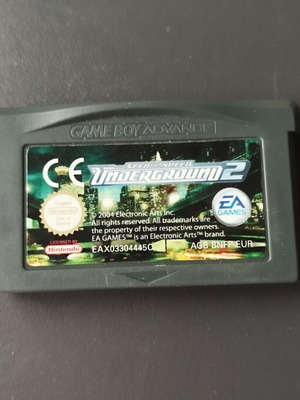 GAME BOY ADVANCE
CE
NEED FOR SPEED
UNDERGROUND 2
EA
GAMES™
© 2004 Electronic Arts Inc.
All rights reserved. All trademarks are
the property of their respective owners.
EA GAMES™ is an Electronic Arts™ brand.
LICENSED BY
Nintendo
EAX03304445C
AGB-BNFP-EUR